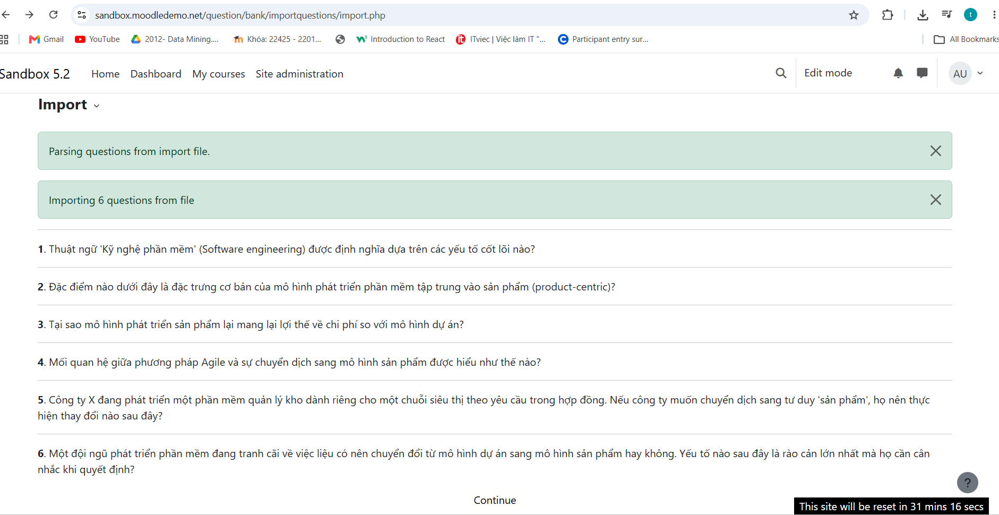 sandbox.moodledemo.net/question/bank/importquestions/import.php
t
Gmail
YouTube
2012- Data Mining....
Khóa: 22425 - 2201...
Introduction to React
ITviec | Việc làm IT "...
Participant entry sur...
All Bookmarks
Sandbox 5.2
Home
Dashboard
My courses
Site administration
Edit mode
AU
Import
Parsing questions from import file.
Importing 6 questions from file
1. Thuật ngữ 'Kỹ nghệ phần mềm' (Software engineering) được định nghĩa dựa trên các yếu tố cốt lõi nào?
2. Đặc điểm nào dưới đây là đặc trưng cơ bản của mô hình phát triển phần mềm tập trung vào sản phẩm (product-centric)?
3. Tại sao mô hình phát triển sản phẩm lại mang lại lợi thế về chi phí so với mô hình dự án?
4. Mối quan hệ giữa phương pháp Agile và sự chuyển dịch sang mô hình sản phẩm được hiểu như thế nào?
5. Công ty X đang phát triển một phần mềm quản lý kho dành riêng cho một chuỗi siêu thị theo yêu cầu trong hợp đồng. Nếu công ty muốn chuyển dịch sang tư duy 'sản phẩm', họ nên thực
hiện thay đổi nào sau đây?
6. Một đội ngũ phát triển phần mềm đang tranh cãi về việc liệu có nên chuyển đổi từ mô hình dự án sang mô hình sản phẩm hay không. Yếu tố nào sau đây là rào cản lớn nhất mà họ cần cân
nhắc khi quyết định?
?
Continue
This site will be reset in 31 mins 16 secs